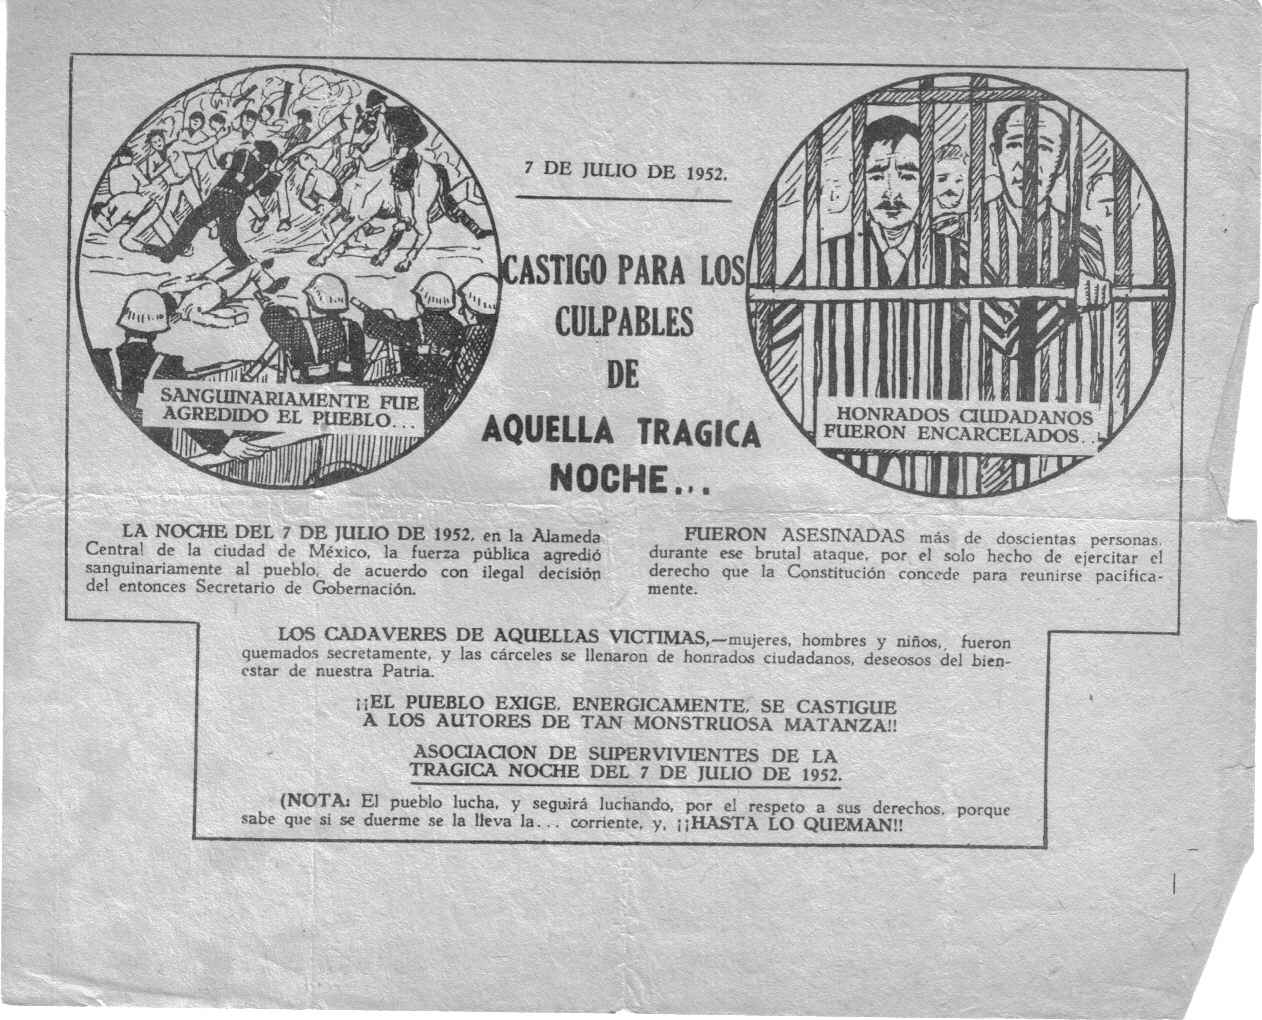 7 DE JULIO DE 1952.
CASTIGO PARA LOS
CULPABLES
DE
AQUELLA TRAGICA
NOCHE...
SANGUINARIAMENTE FUE
AGREDIDO EL PUEBLO...
HONRADOS CIUDADANOS
FUERON ENCARCELADOS...
LA NOCHE DEL 7 DE JULIO DE 1952, en la Alameda
Central de la ciudad de México, la fuerza pública agredió
sanguinariamente al pueblo, de acuerdo con ilegal decisión
del entonces Secretario de Gobernación.
FUERON ASESINADAS más de doscientas personas,
durante ese brutal ataque, por el solo hecho de ejercitar el
derecho que la Constitución concede para reunirse pacifica-
mente.
LOS CADAVERES DE AQUELLAS VICTIMAS,—mujeres, hombres y niños, fueron
quemados secretamente, y las cárceles se llenaron de honrados ciudadanos, deseosos del bien-
estar de nuestra Patria.
¡¡EL PUEBLO EXIGE, ENERGICAMENTE, SE CASTIGUE
A LOS AUTORES DE TAN MONSTRUOSA MATANZA!!
ASOCIACION DE SUPERVIVIENTES DE LA
TRAGICA NOCHE DEL 7 DE JULIO DE 1952.
(NOTA: El pueblo lucha, y seguirá luchando, por el respeto a sus derechos, porque
sabe que si se duerme se la lleva la... corriente, y, ¡¡HASTA LO QUEMAN!!